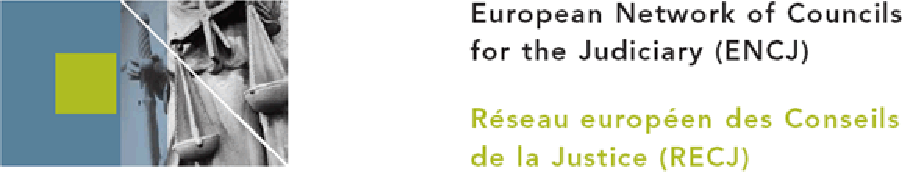 European Network of Councils
for the Judiciary (ENCJ)
Réseau européen des Conseils
de la Justice (RECJ)